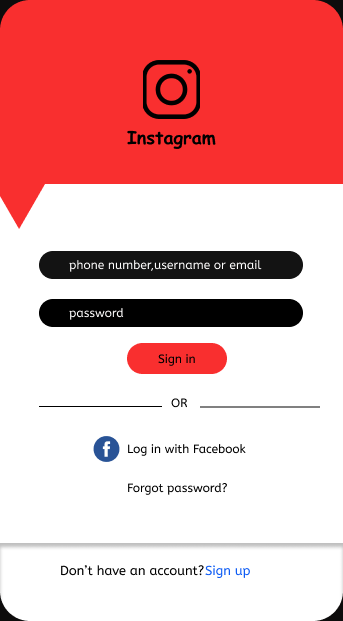 Instagram
phone number,username or email
password
Sign in
OR
f Log in with Facebook
Forgot password?
Don’t have an account?Sign up